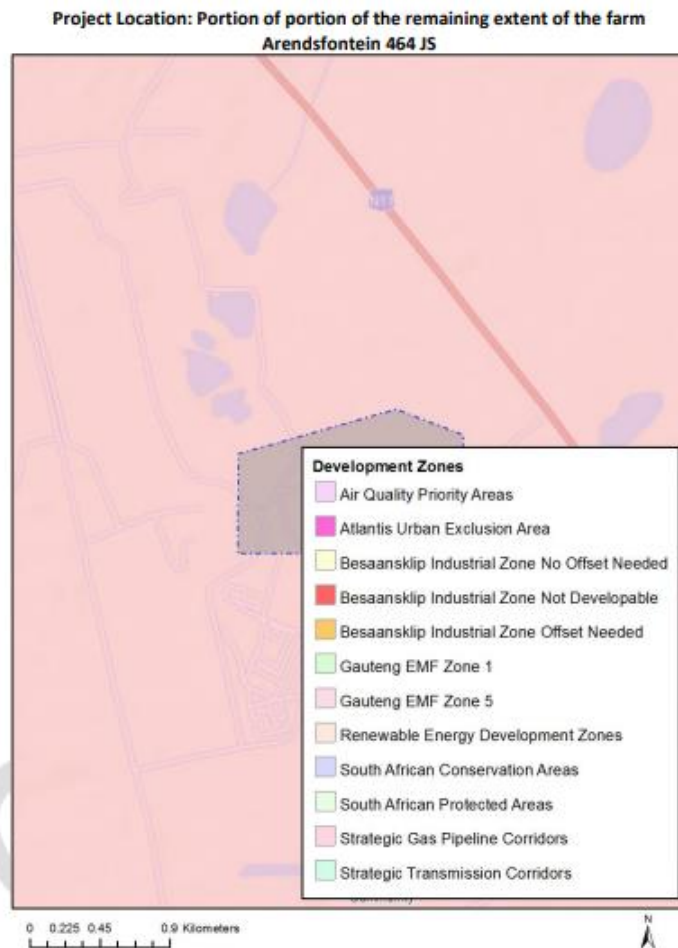 Project Location: Portion of portion of the remaining extent of the farm
Arendsfontein 464 JS
N11
Development Zones
Air Quality Priority Areas
Atlantis Urban Exclusion Area
Besaansklip Industrial Zone No Offset Needed
Besaansklip Industrial Zone Not Developable
Besaansklip Industrial Zone Offset Needed
Gauteng EMF Zone 1
Gauteng EMF Zone 5
Renewable Energy Development Zones
South African Conservation Areas
South African Protected Areas
Strategic Gas Pipeline Corridors
Strategic Transmission Corridors
0 0.225 0.45 0.9 Kilometers
N